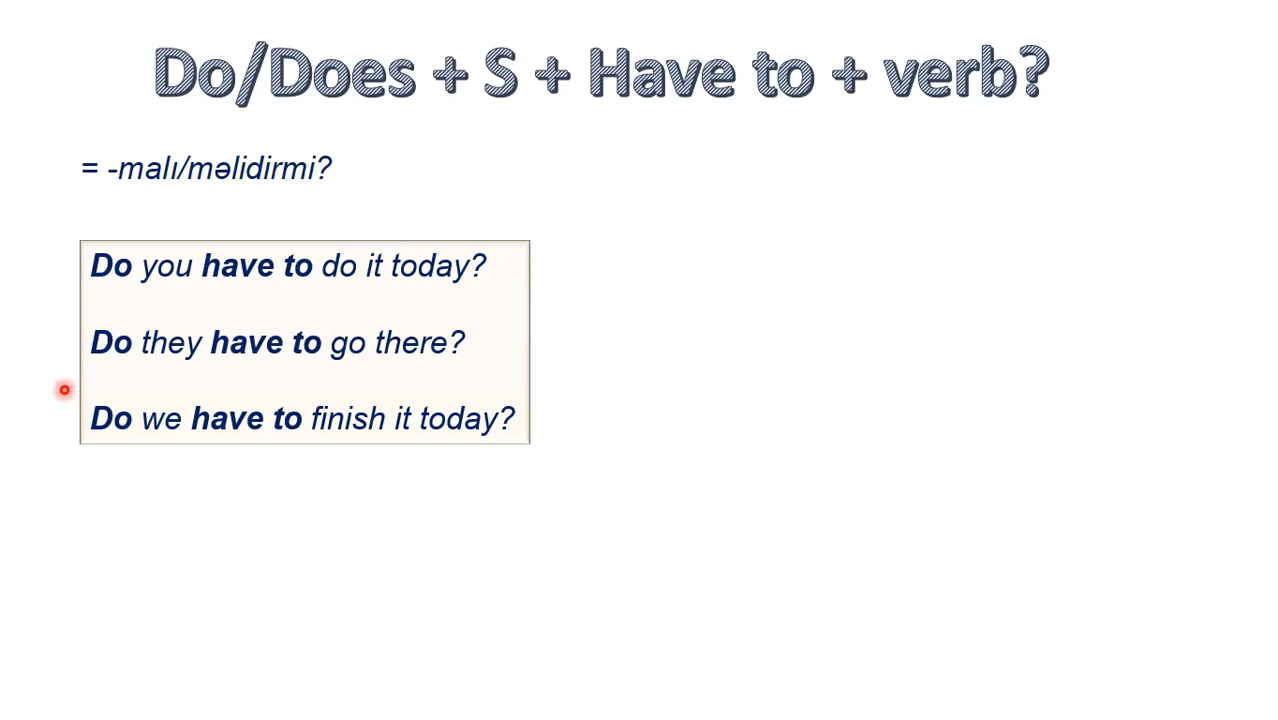 Do/Does + S + Have to + verb?
= -malı/məlidirmi?
Do you have to do it today?
Do they have to go there?
Do we have to finish it today?